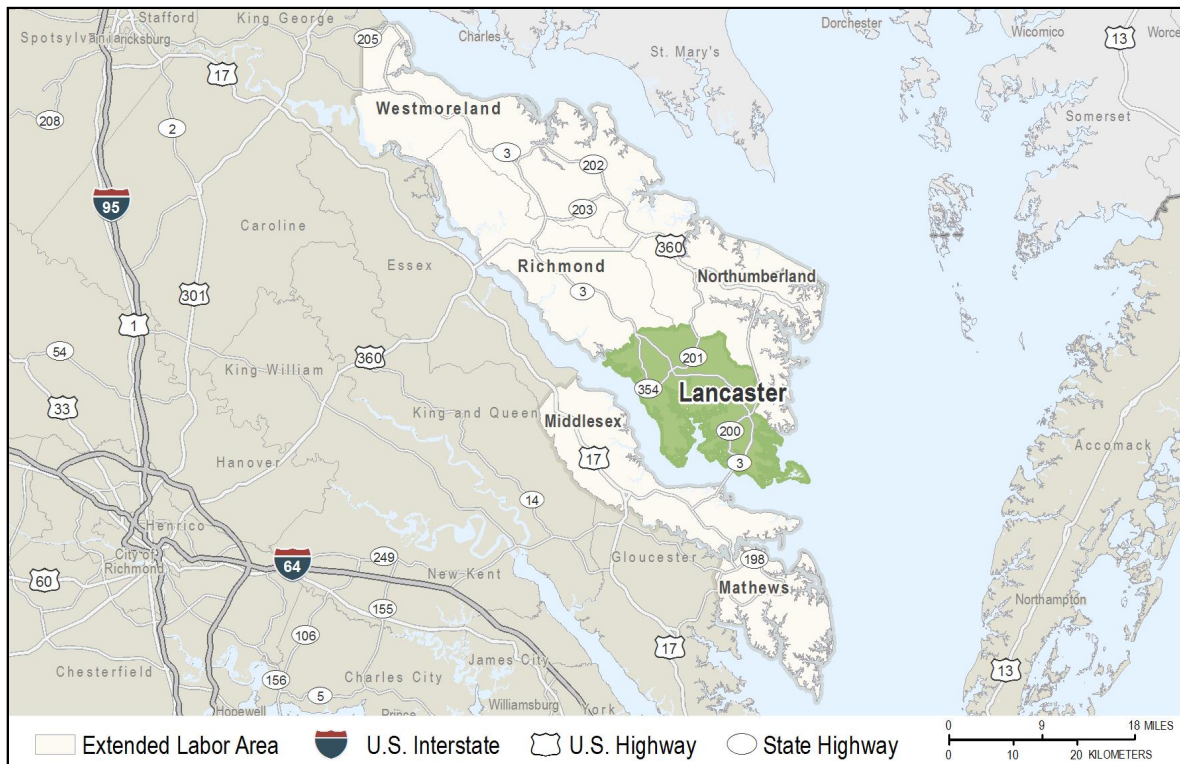 Stafford
King George
Spotsylvania
icksburg
205
Charles
Dorchester
Wicomico
Worce
13
St. Mary's
17
Westmoreland
Somerset
208
2
3
202
95
203
Caroline
360
Essex
Richmond
Northumberland
3
301
1
201
54
360
King William
354
Lancaster
33
King and Queen
Middlesex
200
Accomack
17
3
Hanover
14
Henrico
City of
Richmond
249
Gloucester
198
64
New Kent
60
Mathews
155
Northampton
106
17
James City
13
Chesterfield
156
Charles City
5
Williamsburg
York
Hopewell
Prince
Extended Labor Area
U.S. Interstate
U.S. Highway
State Highway
0 9 18 MILES
0 10 20 KILOMETERS